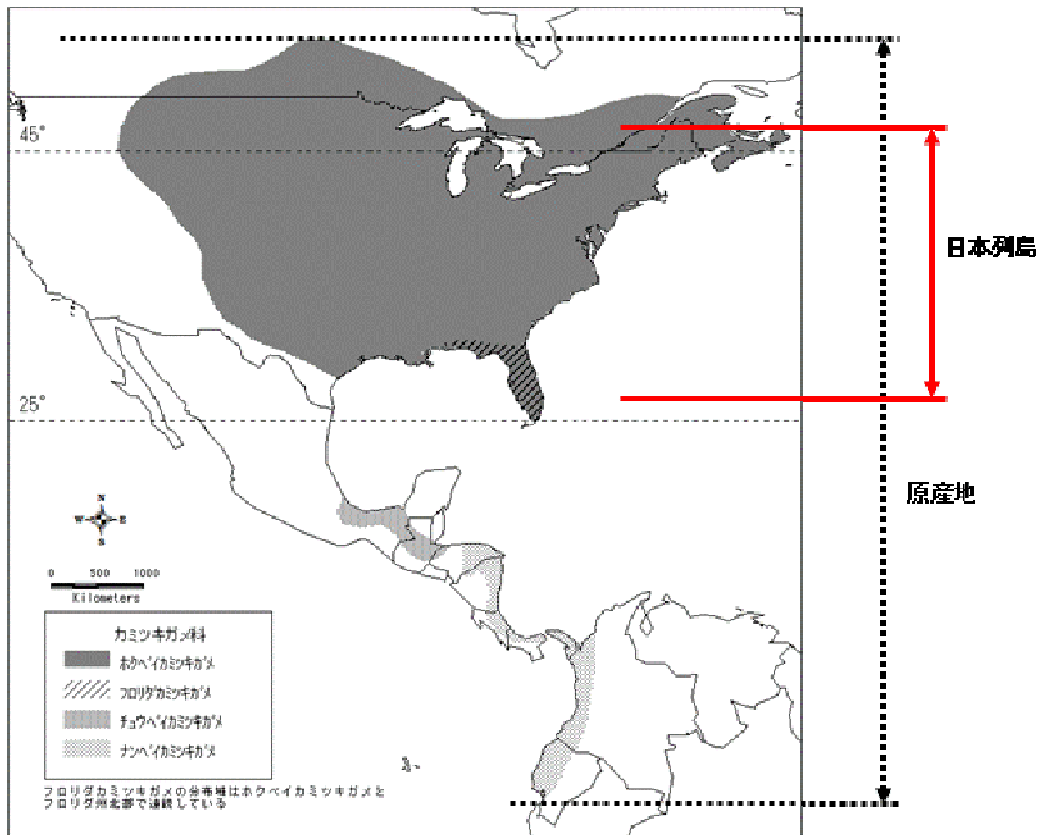 45°
日本列島
25°
原産地
N
W E
S
0 500 1000
Kilometers
カミツキガメ科
ホクベイカミツキガメ
フロリダカミツキガメ
チュウベイカミツキガメ
ナンベイカミツキガメ
フロリダカミツキガメの分布域はホクベイカミツキガメと
フロリダ州北部で連続している